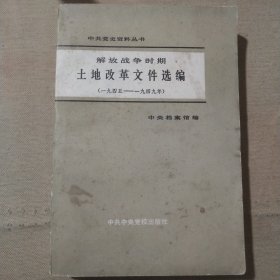 中共党史资料丛书
解放战争时期
土地改革文件选编
(一九四五——一九四九年)
中央档案馆编
中共中央党校出版社